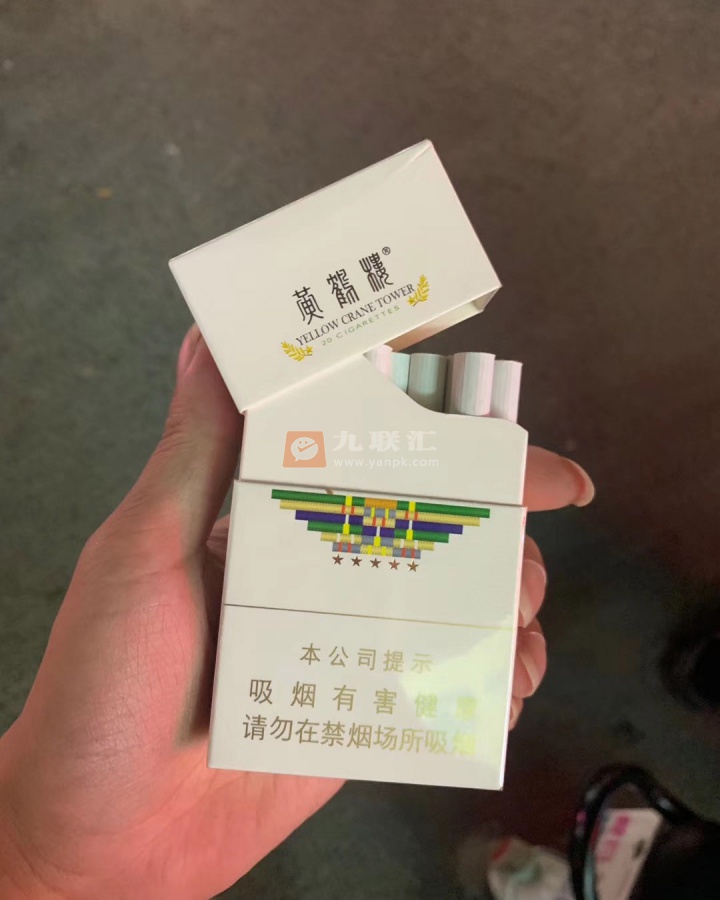 黄鹤樓®
YELLOW CRANE TOWER
20 CIGARETTES
九联汇
www.yanpk.com
本公司提示
吸烟有害健康
请勿在禁烟场所吸烟